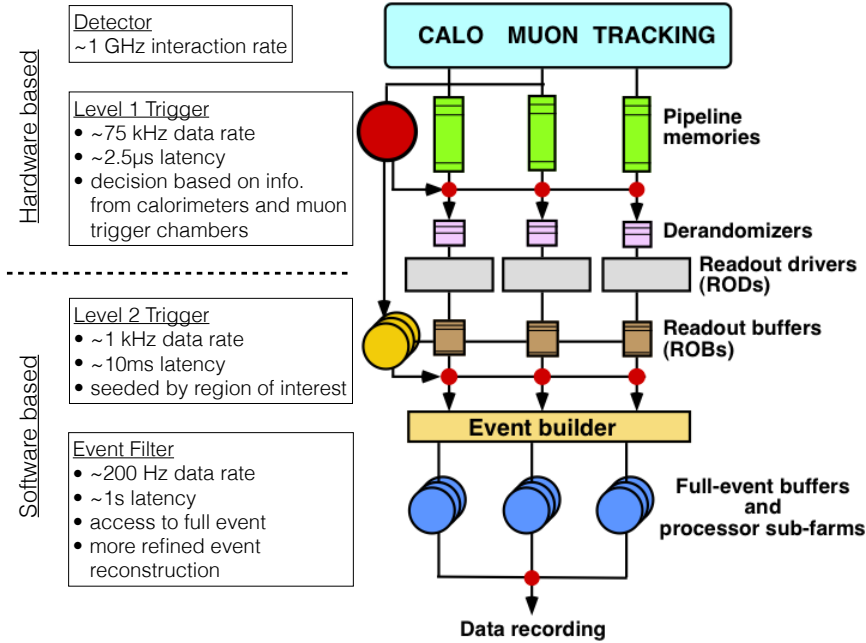 Hardware based
Software based
Detector
~1 GHz interaction rate
Level 1 Trigger
• ~75 kHz data rate
• ~2.5µs latency
• decision based on info.
from calorimeters and muon
trigger chambers
Level 2 Trigger
• ~1 kHz data rate
• ~10ms latency
• seeded by region of interest
Event Filter
• ~200 Hz data rate
• ~1s latency
• access to full event
• more refined event
reconstruction
CALO MUON TRACKING
Pipeline
memories
Derandomizers
Readout drivers
(RODs)
Readout buffers
(ROBs)
Event builder
Full-event buffers
and
processor sub-farms
Data recording